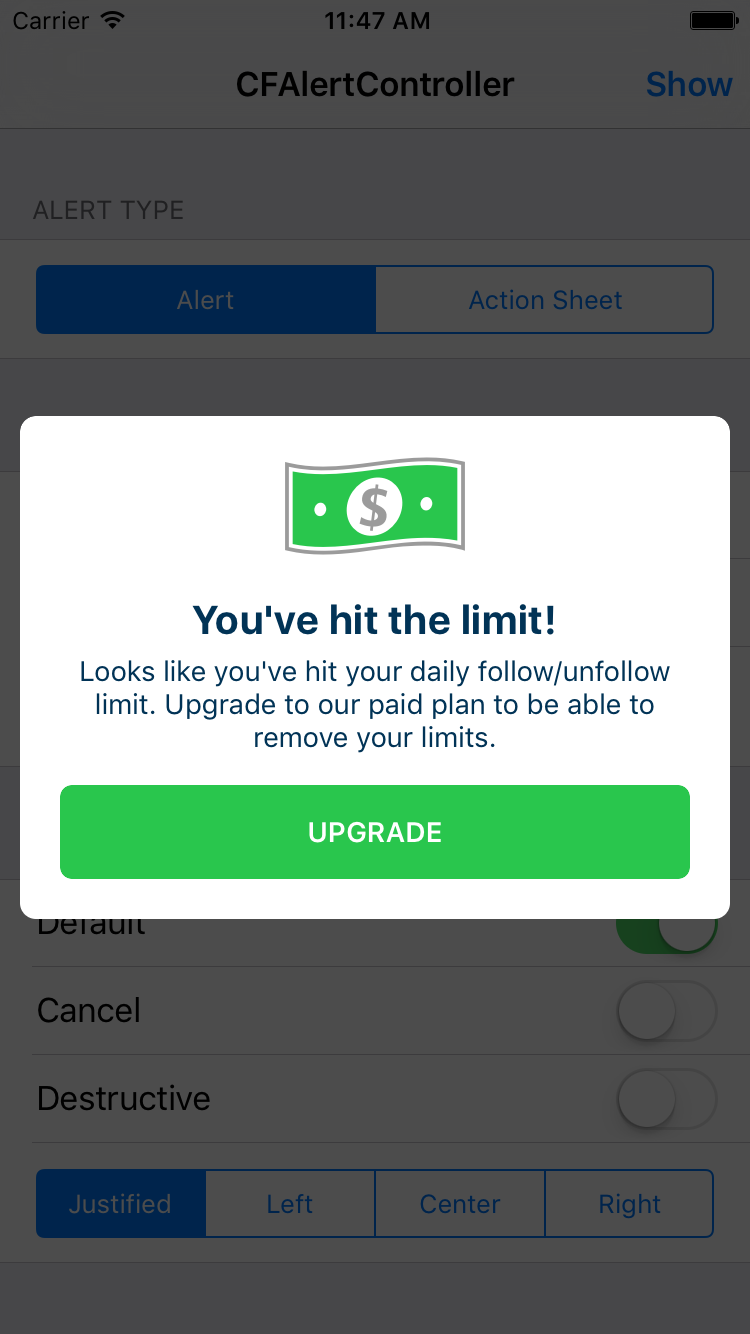 Carrier 11:47 AM
CFAlertController Show
ALERT TYPE
Alert Action Sheet
$
You've hit the limit!
Looks like you've hit your daily follow/unfollow
limit. Upgrade to our paid plan to be able to
remove your limits.
UPGRADE
Default
Cancel
Destructive
Justified Left Center Right